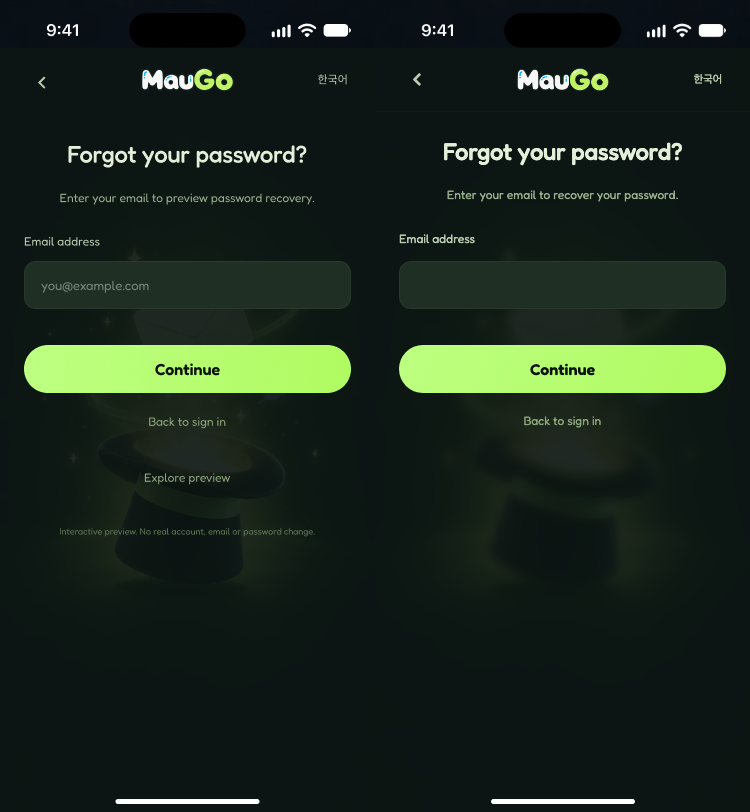 9:41
MauGo
한국어
Forgot your password?
Enter your email to preview password recovery.
Email address
you@example.com
Continue
Back to sign in
Explore preview
Interactive preview. No real account, email or password change.
9:41
MauGo
한국어
Forgot your password?
Enter your email to recover your password.
Email address
Continue
Back to sign in